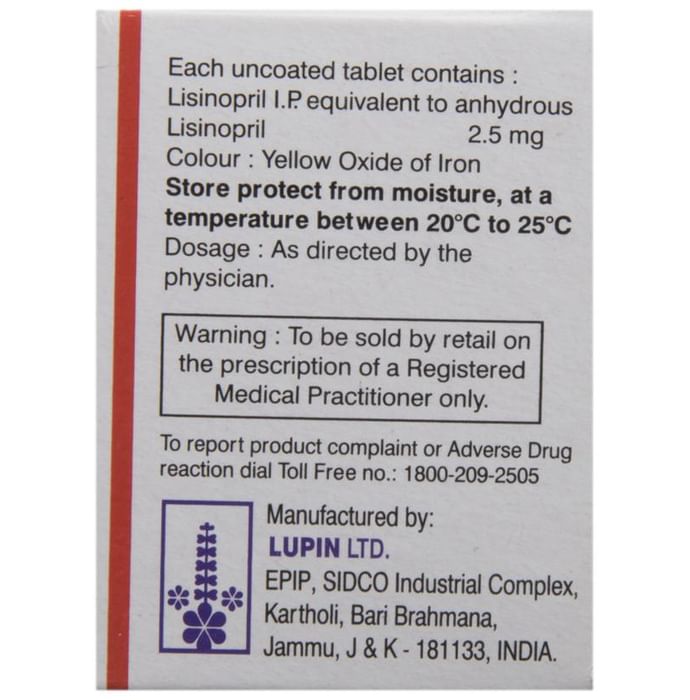 Each uncoated tablet contains :
Lisinopril I.P. equivalent to anhydrous
Lisinopril 2.5 mg
Colour : Yellow Oxide of Iron
Store protect from moisture, at a
temperature between 20°C to 25°C
Dosage : As directed by the
physician.
Warning : To be sold by retail on
the prescription of a Registered
Medical Practitioner only.
To report product complaint or Adverse Drug
reaction dial Toll Free no.: 1800-209-2505
Manufactured by:
LUPIN LTD.
EPIP, SIDCO Industrial Complex,
Kartholi, Bari Brahmana,
Jammu, J & K - 181133, INDIA.